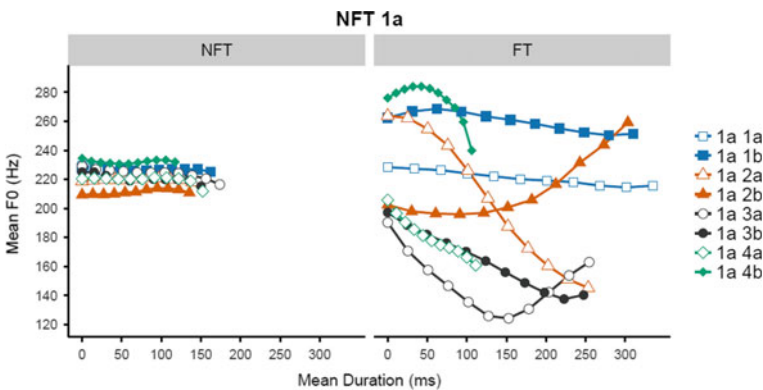 NFT 1a
NFT FT
Mean F0 (Hz)
280
260
240
220
200
180
160
140
120
0 50 100 150 200 250 300 0 50 100 150 200 250 300
Mean Duration (ms)
1a 1a
1a 1b
1a 2a
1a 2b
1a 3a
1a 3b
1a 4a
1a 4b